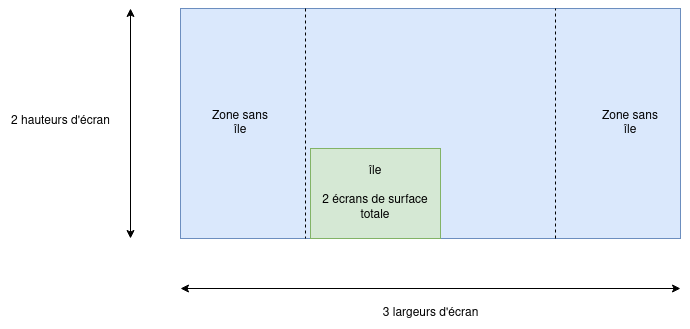 2 hauteurs d'écran
Zone sans
île
île
2 écrans de surface
totale
Zone sans
île
3 largeurs d'écran